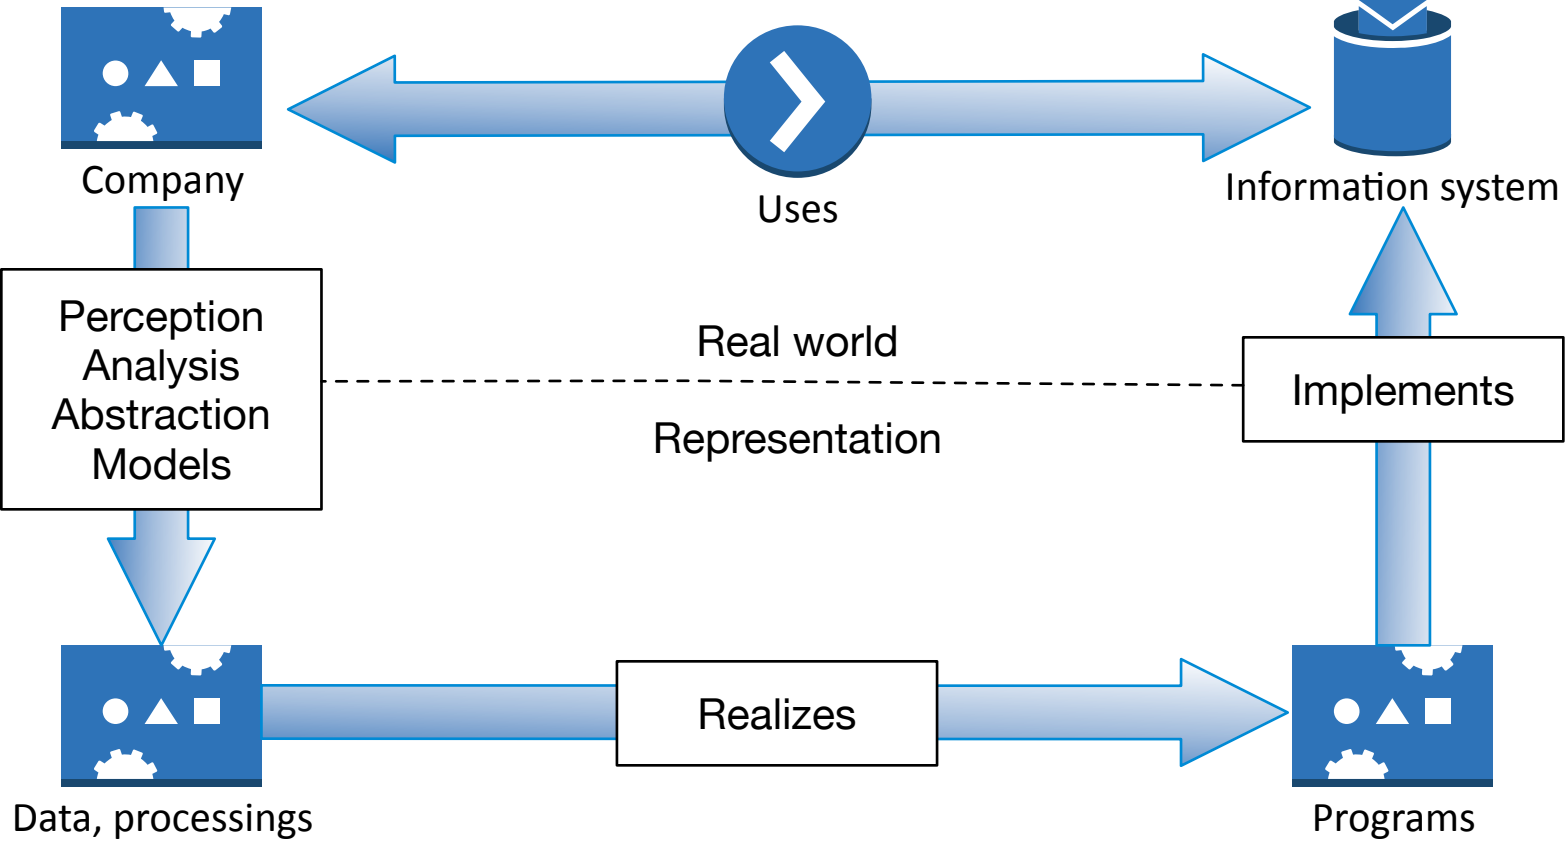 Company
Uses
Information system
Perception
Analysis
Abstraction
Models
Real world
Representation
Implements
Realizes
Data, processings
Programs